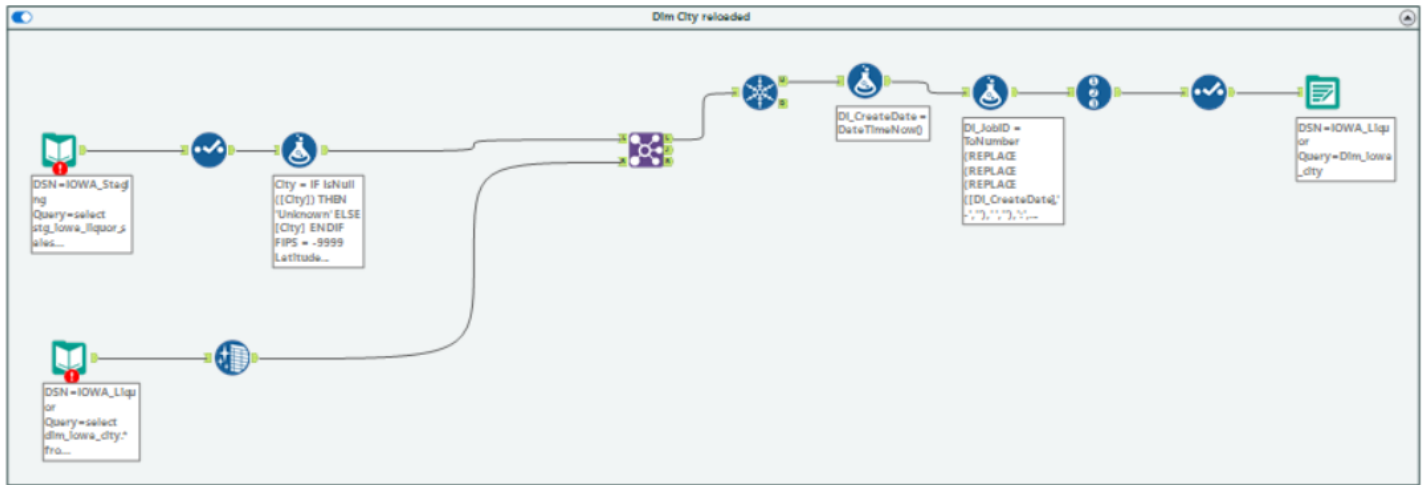 Dim City reloaded
DSN=IOWA_Stagi
ng
Query=select
stg_iowa_liquor_s
ales...
City = IF IsNull
([City]) THEN
'Unknown' ELSE
[City] ENDIF
FIPS = -9999
Latitude...
DI_CreateDate =
DateTimeNow()
DI_JobID =
ToNumber
(REPLACE
(REPLACE
(REPLACE
([DI_CreateDate],'
-',''),' ',''),':',...
DSN=IOWA_Liqu
or
Query=Dim_Iowa
_city
DSN=IOWA_Liqu
or
Query=select
dim_iowa_city.*
fro...